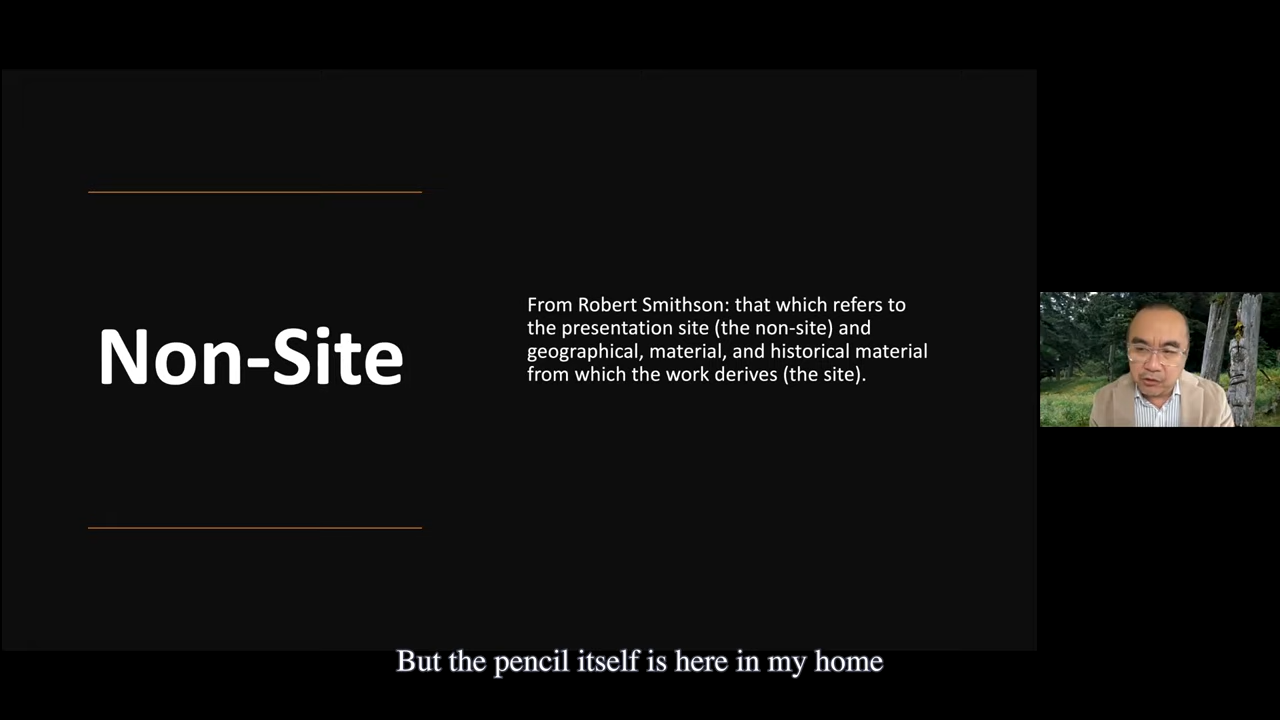 Non-Site
From Robert Smithson: that which refers to
the presentation site (the non-site) and
geographical, material, and historical material
from which the work derives (the site).
But the pencil itself is here in my home